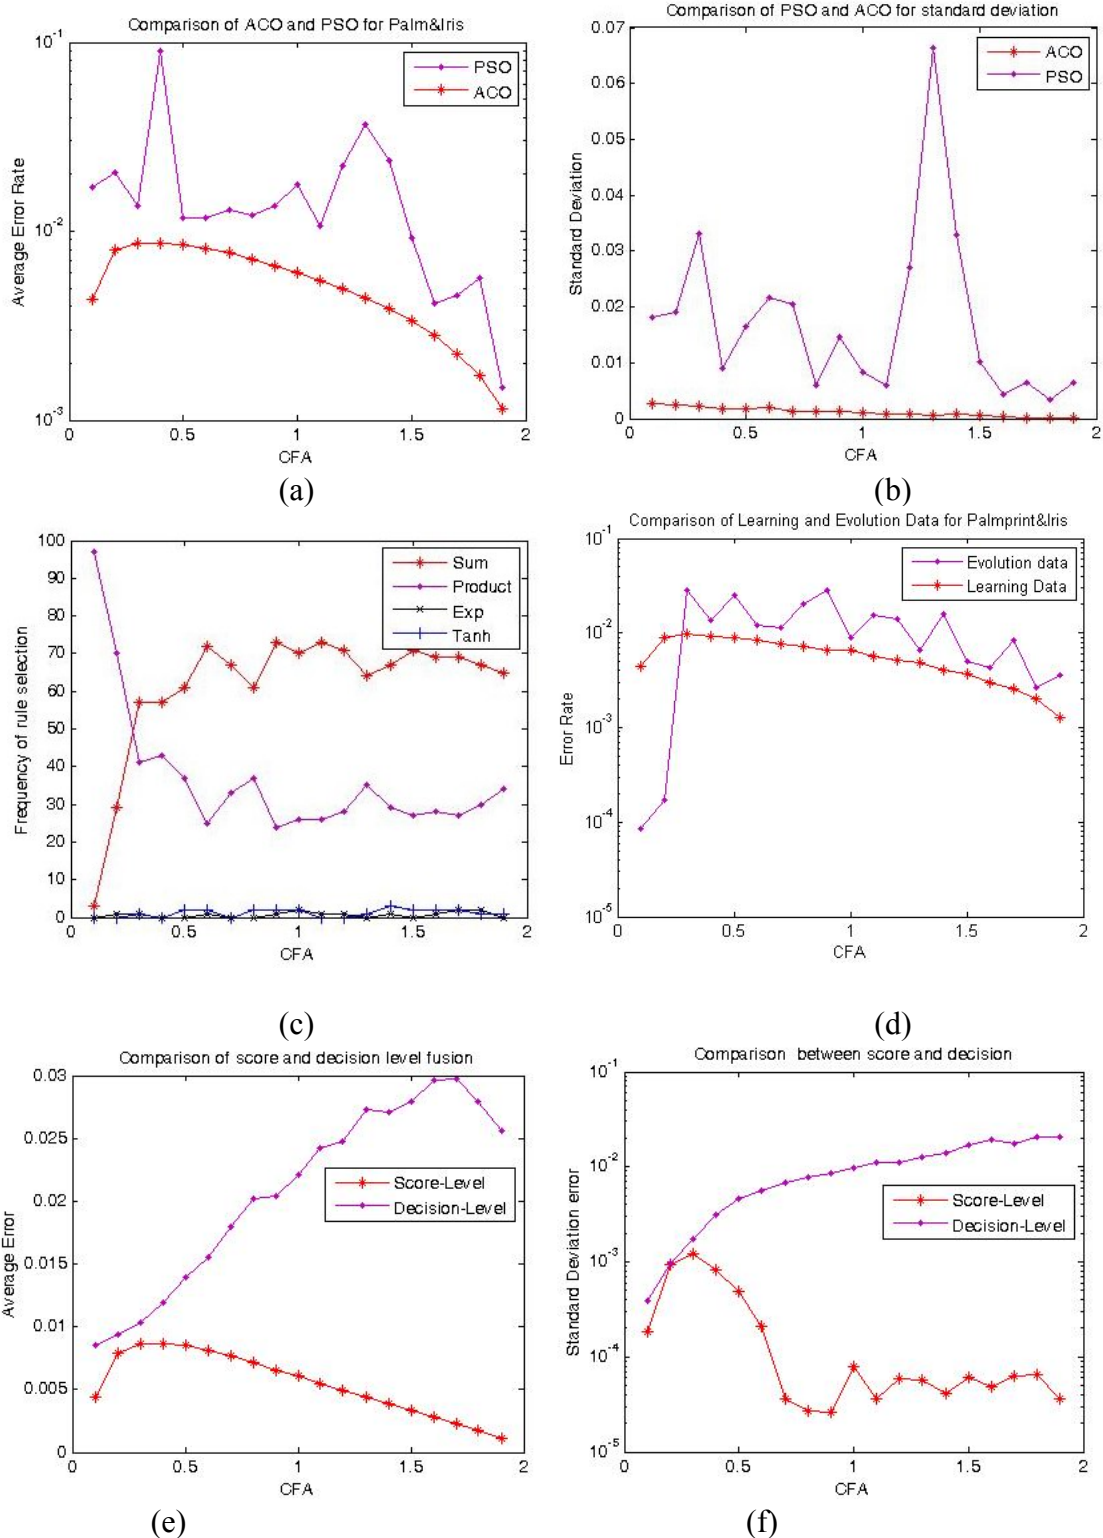 Comparison of ACO and PSO for Palm&Iris
10^-1
10^-2
10^-3
Average Error Rate
PSO
ACO
0 0.5 1 1.5 2
CFA
(a)
Comparison of PSO and ACO for standard deviation
0.07
0.06
0.05
0.04
0.03
0.02
0.01
0
Standard Deviation
ACO
PSO
0 0.5 1 1.5 2
CFA
(b)
100
90
80
70
60
50
40
30
20
10
0
Frequency of rule selection
Sum
Product
Exp
Tanh
0 0.5 1 1.5 2
CFA
(c)
Comparison of Learning and Evolution Data for Palmprint&Iris
10^-1
10^-2
10^-3
10^-4
10^-5
Error Rate
Evolution data
Learning Data
0 0.5 1 1.5 2
CFA
(d)
Comparison of score and decision level fusion
0.03
0.025
0.02
0.015
0.01
0.005
0
Average Error
Score-Level
Decision-Level
0 0.5 1 1.5 2
CFA
(e)
Comparison between score and decision
10^-1
10^-2
10^-3
10^-4
10^-5
Standard Deviation error
Score-Level
Decision-Level
0 0.5 1 1.5 2
CFA
(f)